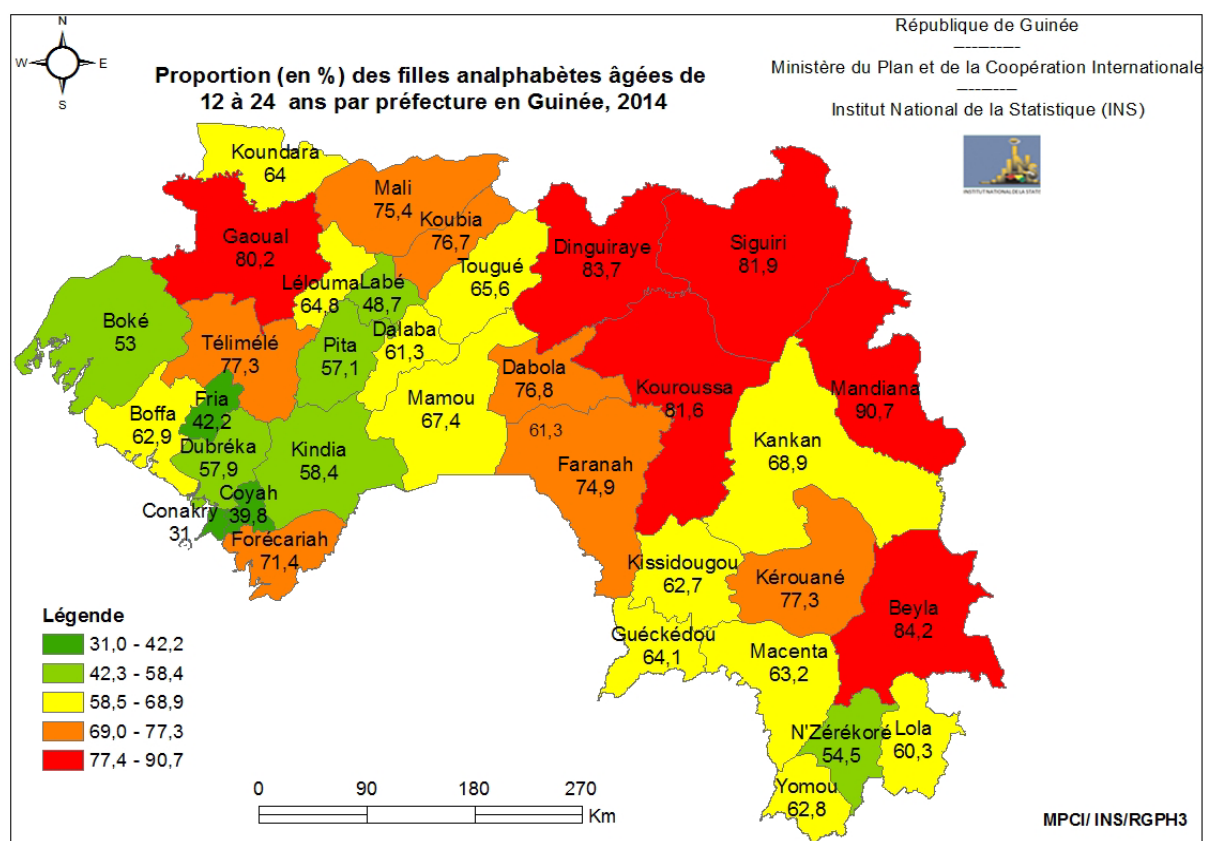 N
W
E
S
République de Guinée
-----------
Ministère du Plan et de la Coopération Internationale
----------
Institut National de la Statistique (INS)
INSTITUT NATIONAL DE LA STATI
Proportion (en %) des filles analphabètes âgées de
12 à 24 ans par préfecture en Guinée, 2014
Koundara
64
Mali
75,4
Koubia
76,7
Gaoual
80,2
Dinguiraye
83,7
Siguiri
81,9
Tougué
65,6
Lélouma
64,8
Labé
48,7
Boké
53
Télimélé
77,3
Pita
57,1
Dalaba
61,3
Dabola
76,8
Kouroussa
81,6
Mandiana
90,7
Fria
42,2
Boffa
62,9
Mamou
67,4
61,3
Kankan
68,9
Dubréka
57,9
Kindia
58,4
Faranah
74,9
Coyah
39,8
Conakry
31
Forécariah
71,4
Kissidougou
62,7
Kérouané
77,3
Beyla
84,2
Guéckédou
64,1
Macenta
63,2
N'Zérékoré
54,5
Lola
60,3
Yomou
62,8
Légende
31,0 - 42,2
42,3 - 58,4
58,5 - 68,9
69,0 - 77,3
77,4 - 90,7
0 90 180 270
Km
MPCI/ INS/RGPH3